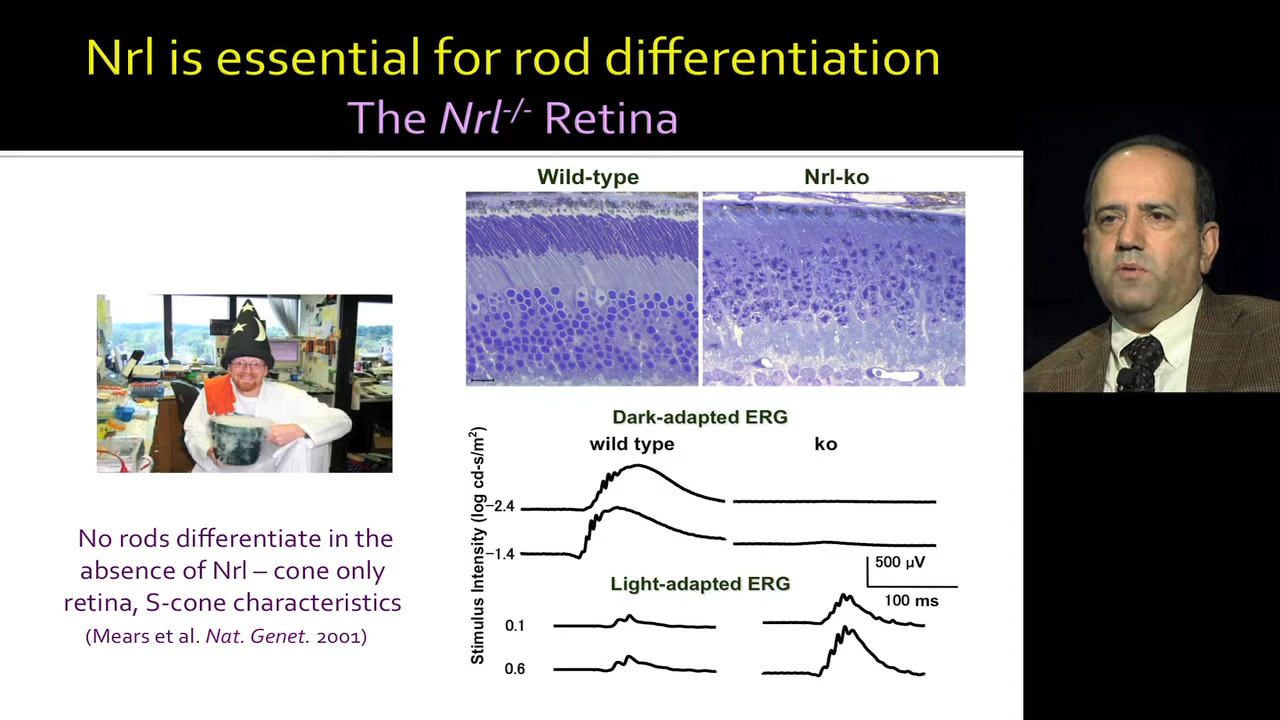 Nrl is essential for rod differentiation
The Nrl-/- Retina
Wild-type
Nrl-ko
No rods differentiate in the
absence of Nrl – cone only
retina, S-cone characteristics
(Mears et al. Nat. Genet. 2001)
Stimulus Intensity (log cd-s/m2)
Dark-adapted ERG
wild type
ko
−2.4
−1.4
500 µV
100 ms
Light-adapted ERG
0.1
0.6